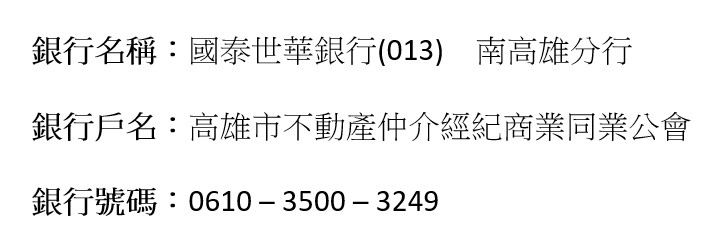 銀行名稱：國泰世華銀行(013)　南高雄分行
銀行戶名：高雄市不動產仲介經紀商業同業公會
銀行號碼：0610 – 3500 – 3249